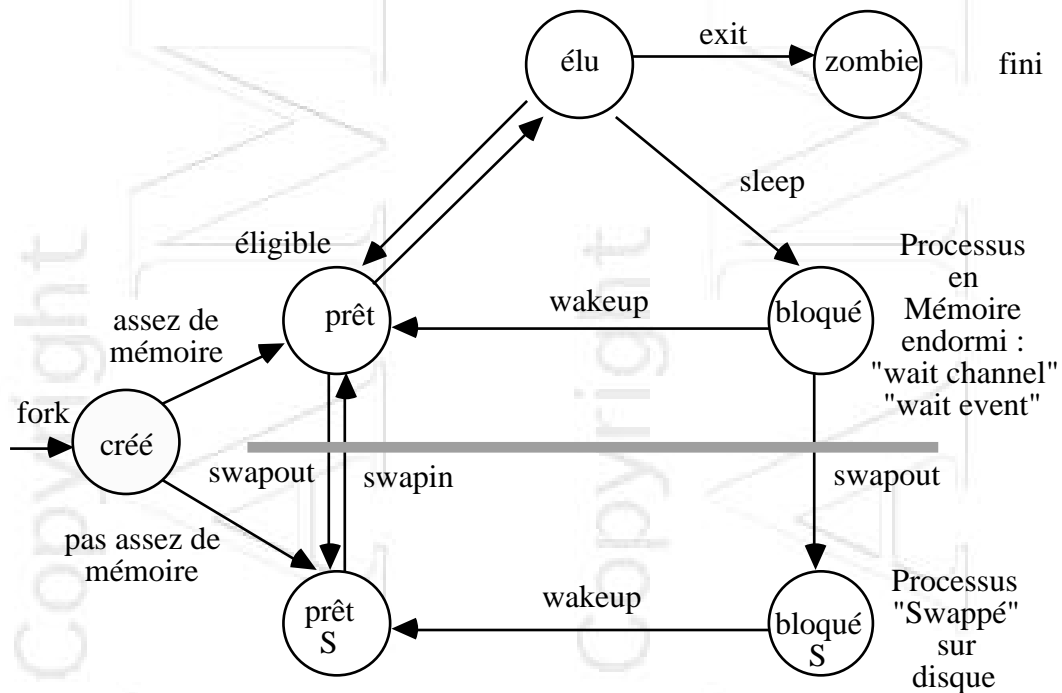 exit
élu
zombie
fini
sleep
éligible
Processus
en
Mémoire
endormi :
"wait channel"
"wait event"
prêt
wakeup
bloqué
assez de
mémoire
fork
créé
swapout
swapin
swapout
pas assez de
mémoire
prêt
S
wakeup
bloqué
S
Processus
"Swappé"
sur
disque
Copyright
Copyright